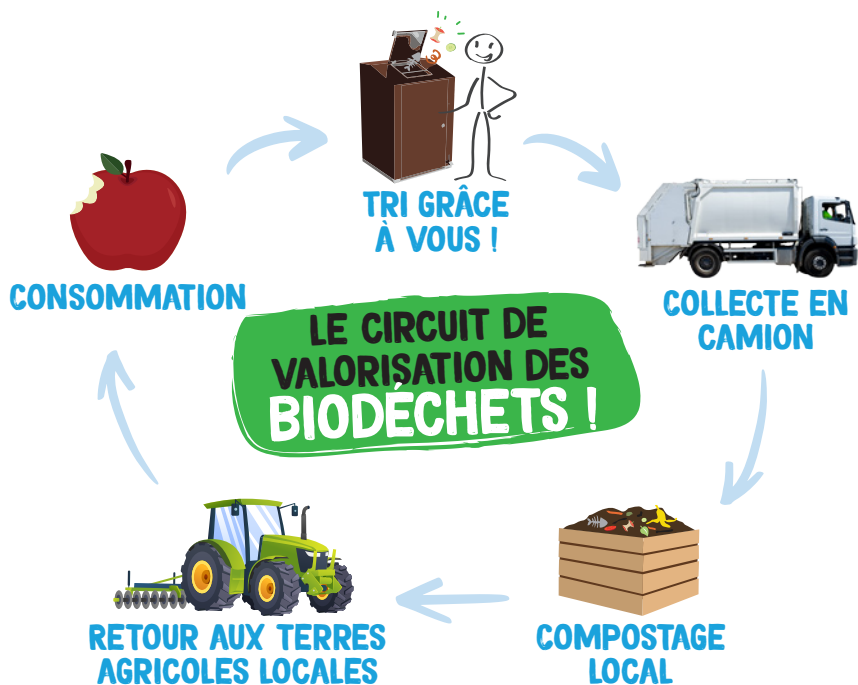 TRI GRÂCE
À VOUS !
COLLECTE EN
CAMION
CONSOMMATION
LE CIRCUIT DE
VALORISATION DES
BIODÉCHETS !
RETOUR AUX TERRES
AGRICOLES LOCALES
COMPOSTAGE
LOCAL